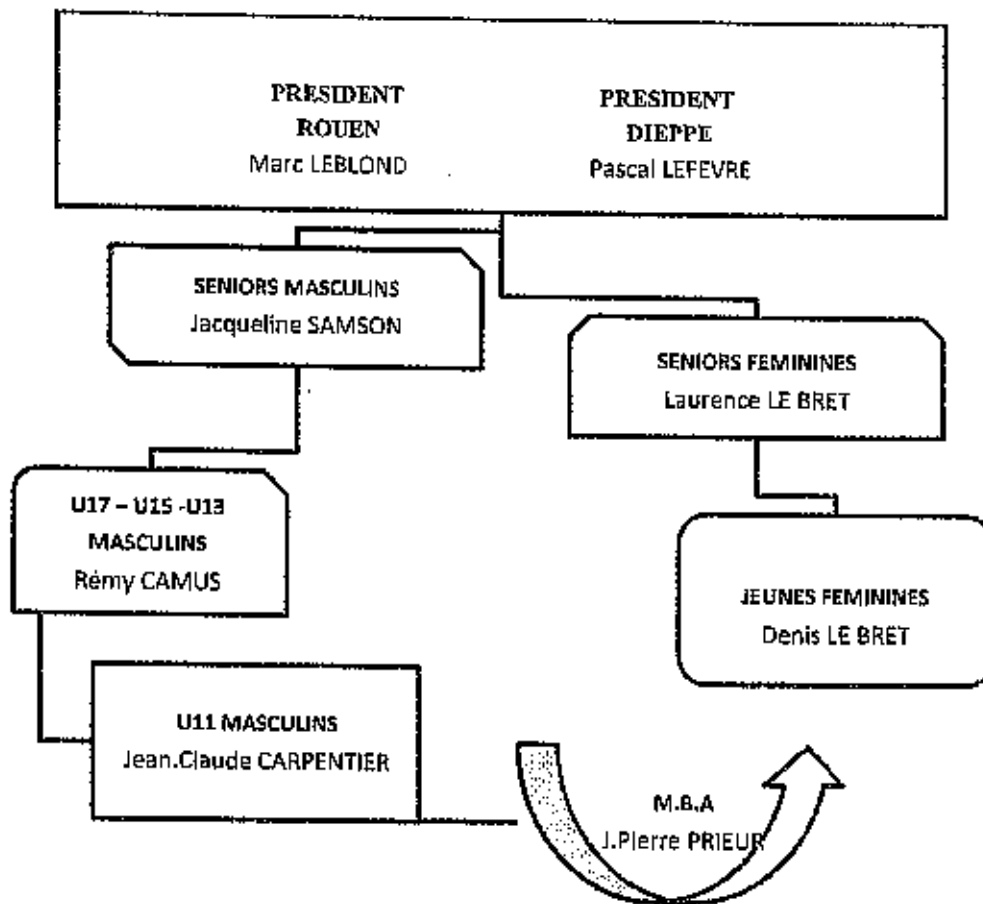 PRESIDENT
ROUEN
Marc LEBLOND
PRESIDENT
DIEPPE
Pascal LEFEVRE
SENIORS MASCULINS
Jacqueline SAMSON
SENIORS FEMININES
Laurence LE BRET
U17 – U15 -U13
MASCULINS
Rémy CAMUS
JEUNES FEMININES
Denis LE BRET
U11 MASCULINS
Jean.Claude CARPENTIER
M.B.A
J.Pierre PRIEUR